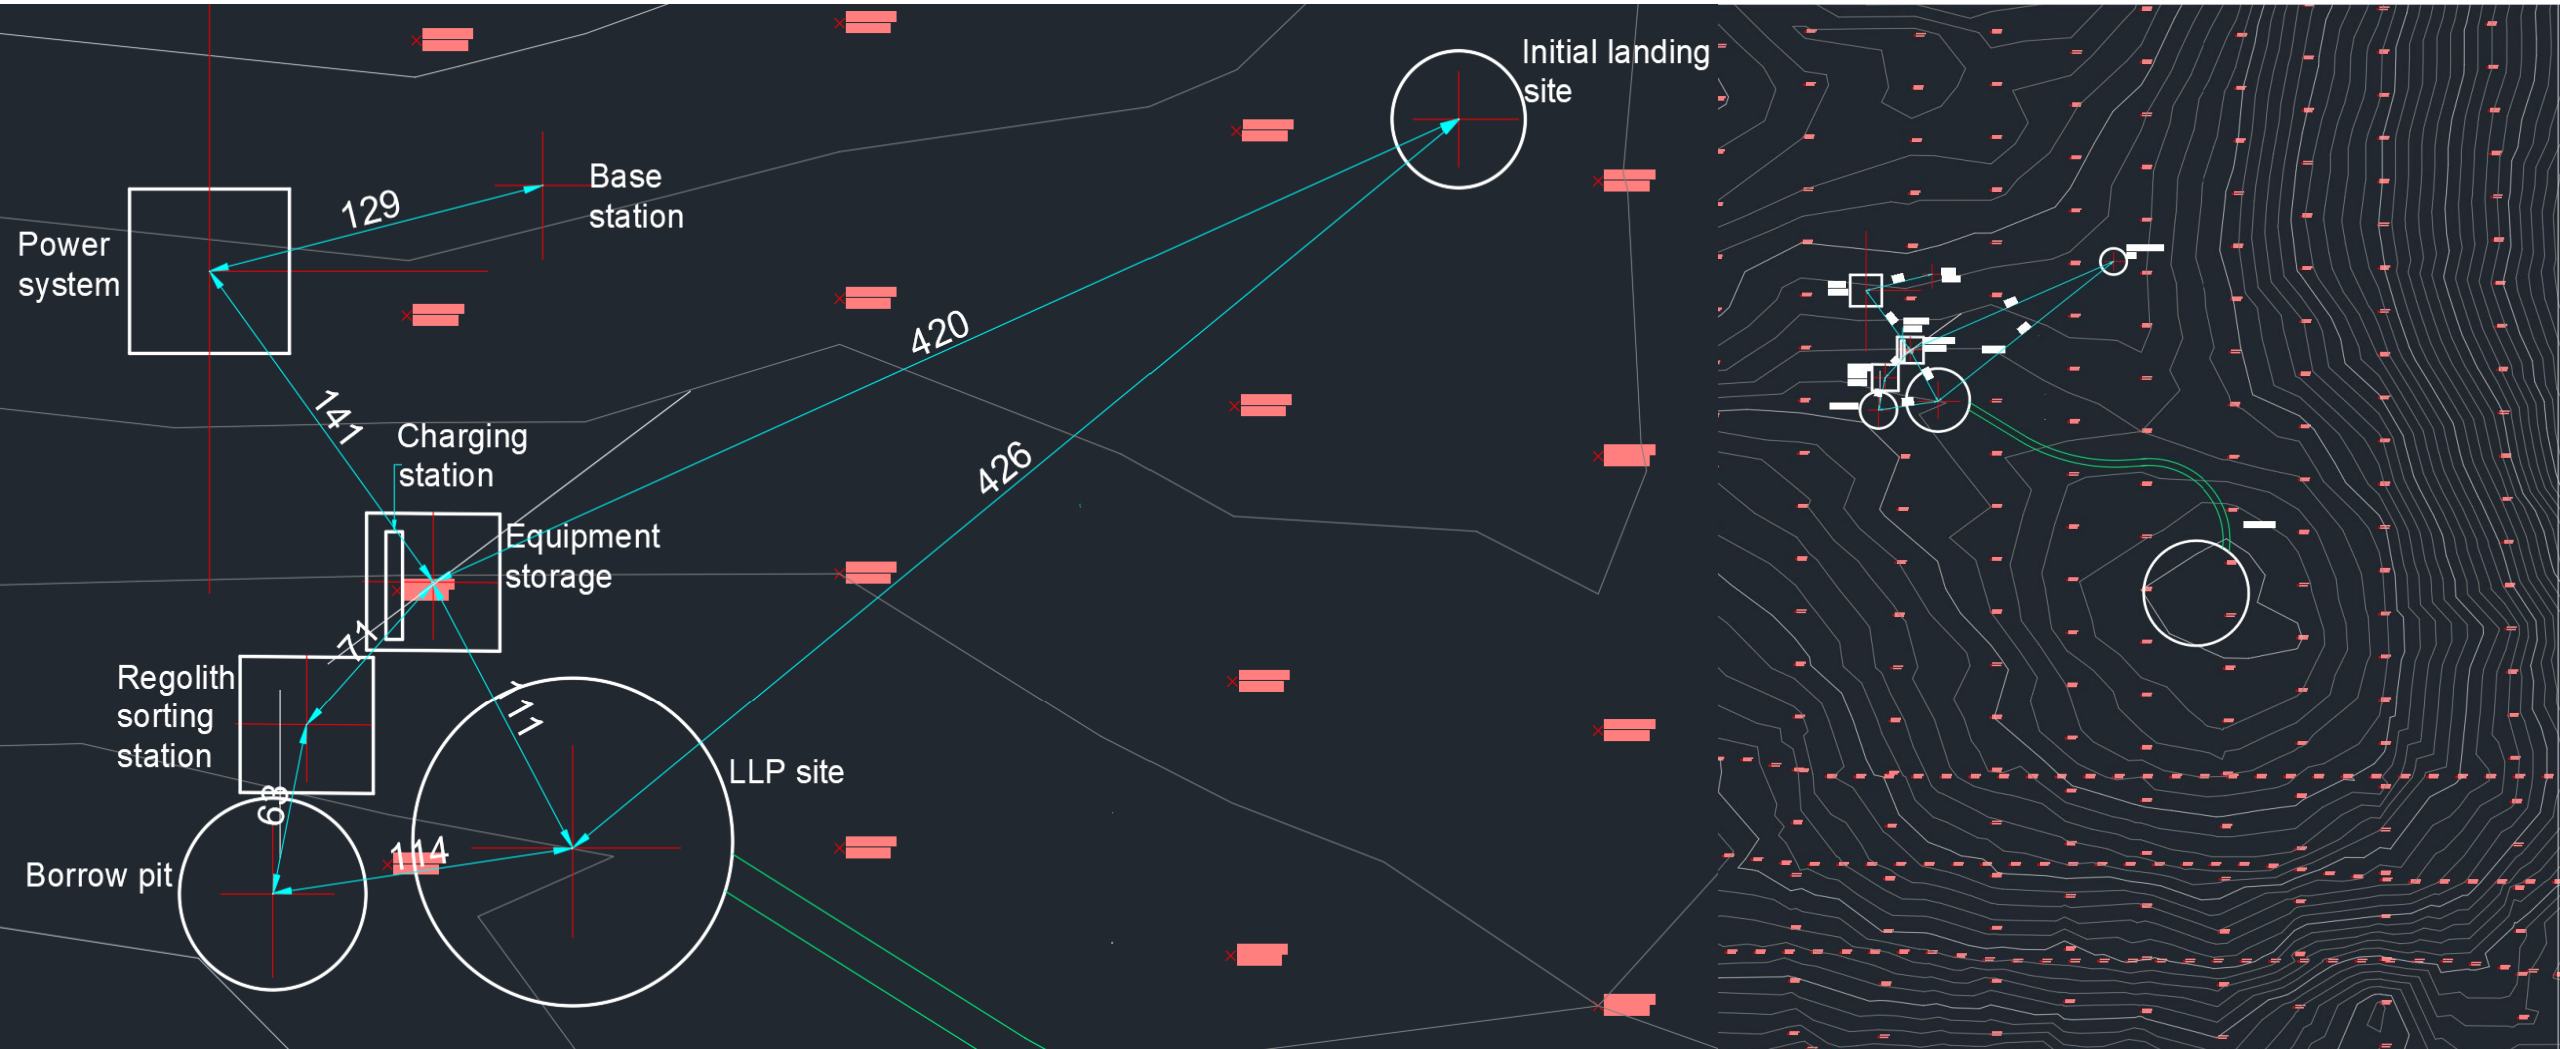 Initial landing
site
Base
station
129
Power
system
420
141
Charging
station
426
Equipment
storage
71
Regolith
sorting
station
111
LLP site
63
114
Borrow pit